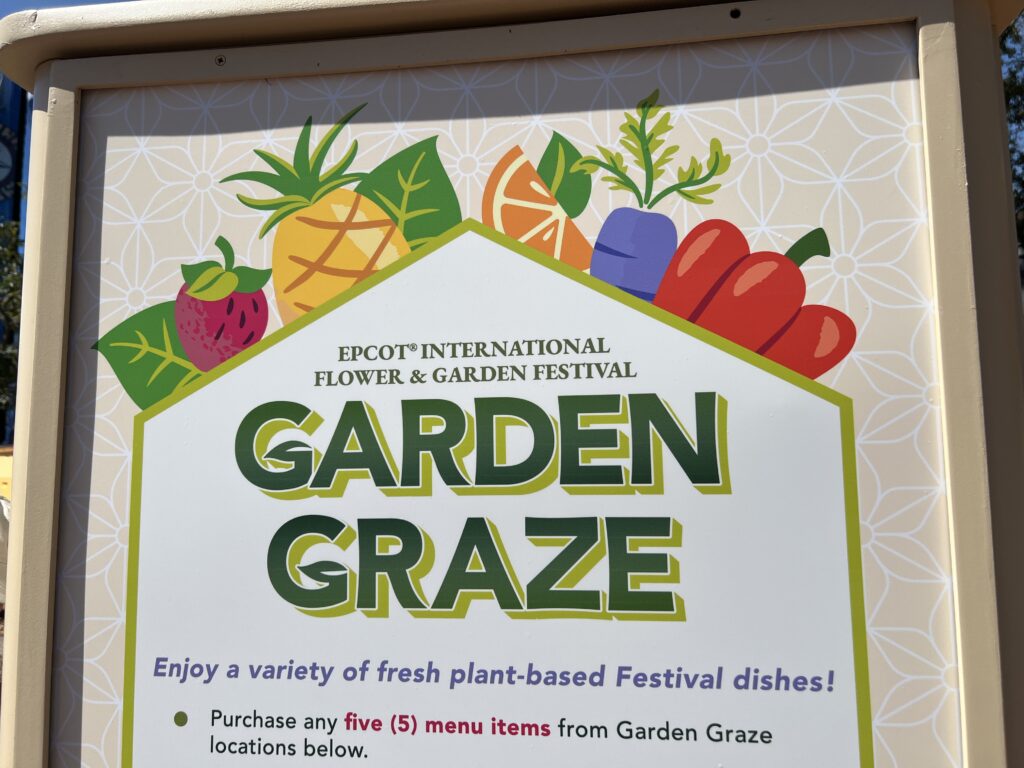 EPCOT® INTERNATIONAL
FLOWER & GARDEN FESTIVAL
GARDEN
GRAZE
Enjoy a variety of fresh plant-based Festival dishes!
• Purchase any five (5) menu items from Garden Graze
locations below.